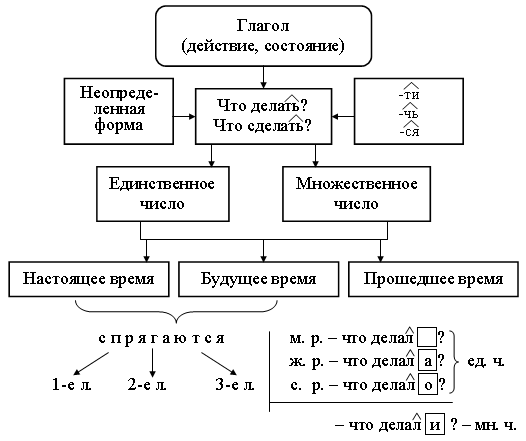 Глагол
(действие, состояние)
Неопреде-
ленная
форма
Что делать?
Что сделать?
-ти
-чь
-ся
Единственное
число
Множественное
число
Настоящее время
Будущее время
Прошедшее время
спрягаются
1-е л.
2-е л.
3-е л.
м. р. – что делал ?
ж. р. – что делал а ?
с. р. – что делал о ?
ед. ч.
– что делал и ? – мн. ч.